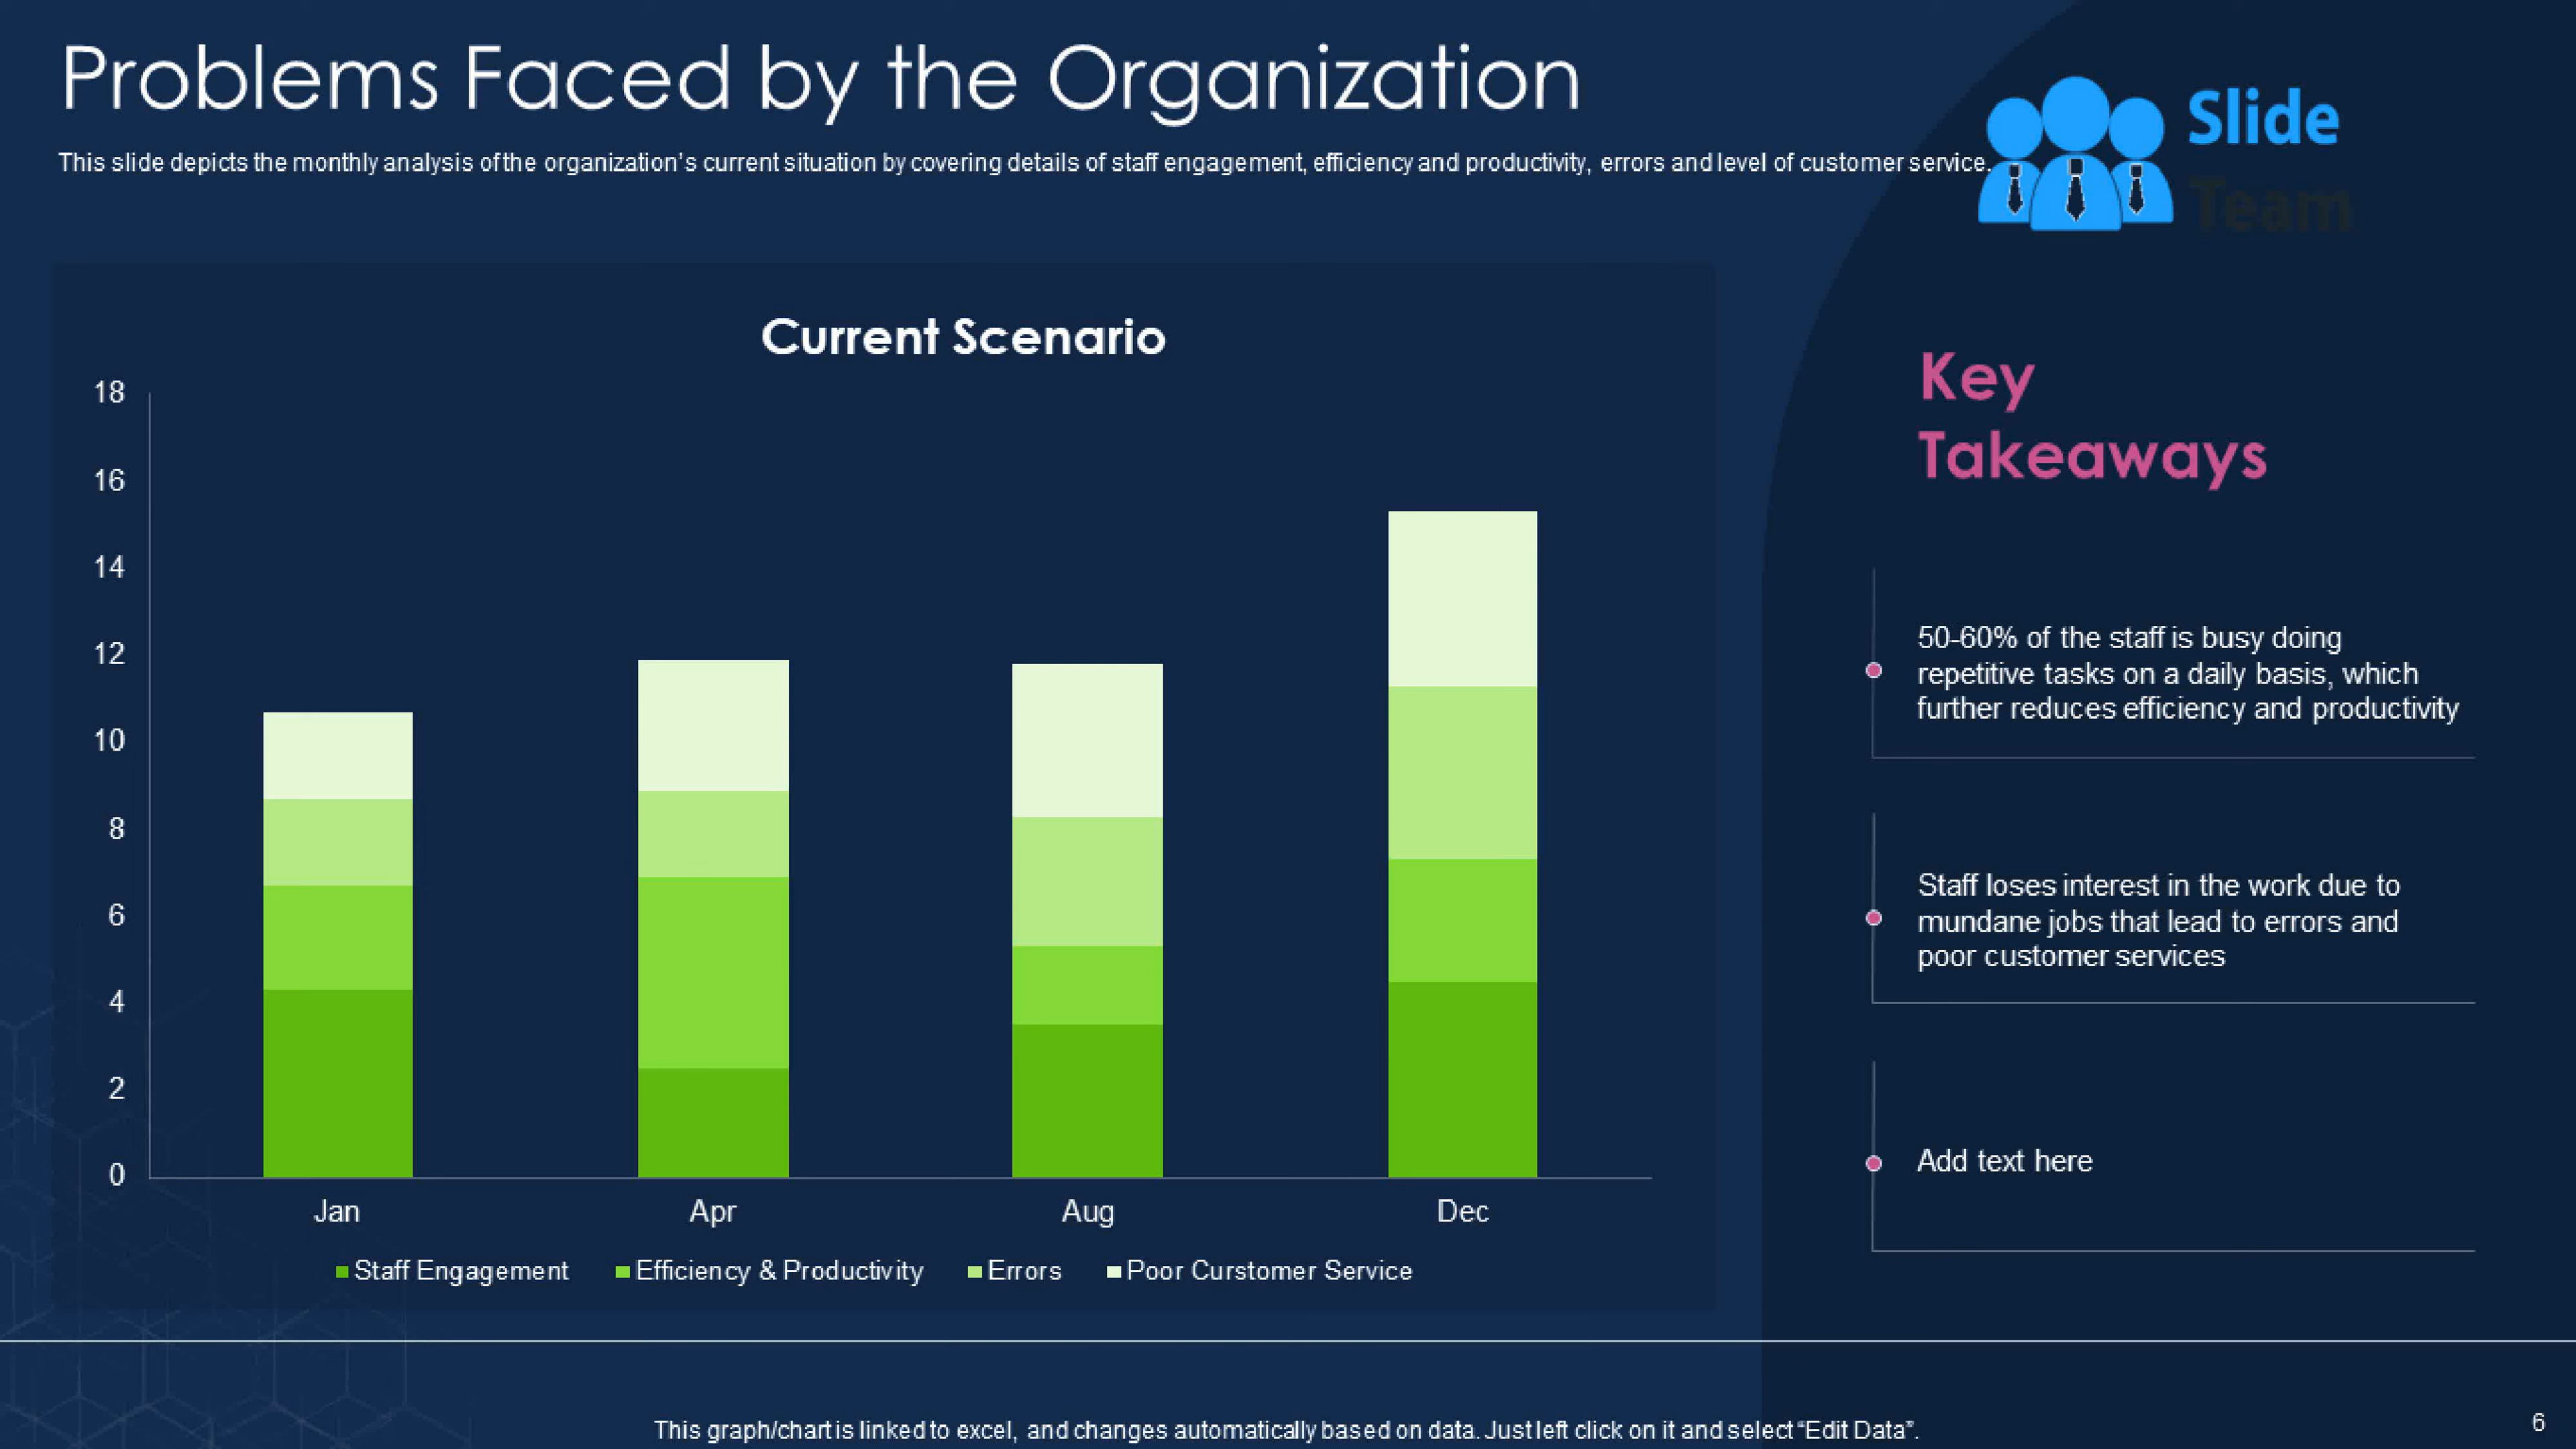 Problems Faced by the Organization
This slide depicts the monthly analysis of the organization's current situation by covering details of staff engagement, efficiency and productivity, errors and level of customer service.
Slide
Team
Current Scenario
18
16
14
12
10
8
6
4
2
0
Jan Apr Aug Dec
Staff Engagement Efficiency & Productivity Errors Poor Curstomer Service
Key
Takeaways
50-60% of the staff is busy doing
repetitive tasks on a daily basis, which
further reduces efficiency and productivity
Staff loses interest in the work due to
mundane jobs that lead to errors and
poor customer services
Add text here
This graph/chart is linked to excel, and changes automatically based on data. Just left click on it and select “Edit Data”.
6